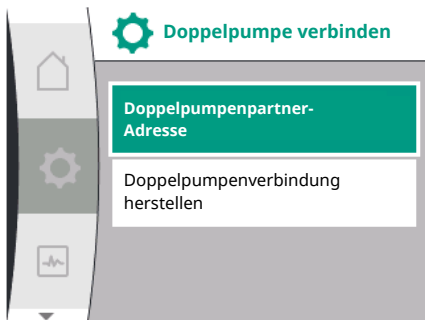 Doppelpumpe verbinden
Doppelpumpenpartner-
Adresse
Doppelpumpenverbindung
herstellen